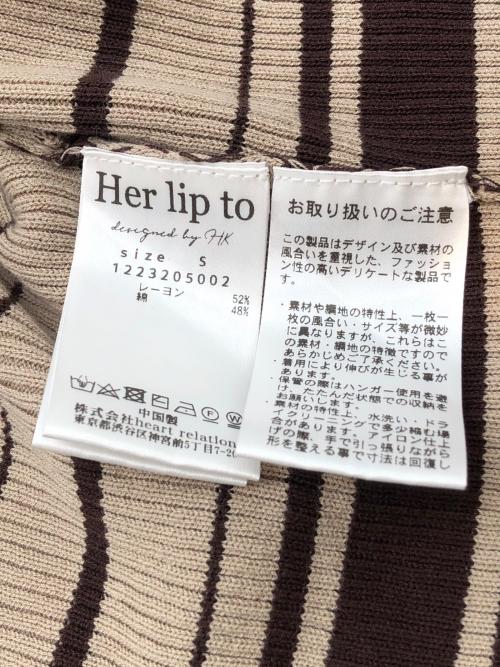 Her lip to
designed by HK
size S
1223205002
レーヨン 52%
綿 48%
中国製
株式会社heart relation
東京都渋谷区神宮前5丁目7-20
お取り扱いのご注意
この製品はデザイン及び素材の
風合いを重視した、ファッショ
ン性の高いデリケートな製品で
す。
・素材や編地の特性上、一枚一
枚の風合い・サイズ等が微妙
に異なりますが、これらはこ
の素材・編地の特徴ですので
あらかじめご了承ください。
・着用により伸びが生じる事が
あります。
・保管の際はハンガー使用を避
け、たたんだ状態での収納を
お願いします。
・素材の特性上、水洗い・ドラ
イクリーニングで多少縮む場
合があります。アイロン仕上
げの際、手で引っ張りながら
形を整える事で寸法は回復し